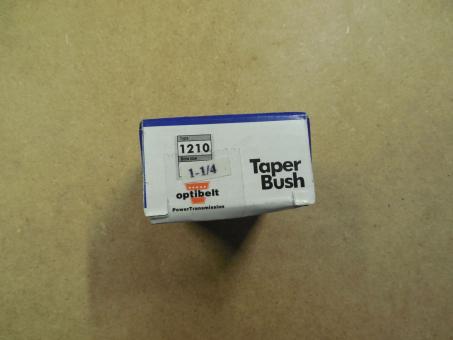 Type
1210
Bore size
1-1/4
optibelt
PowerTransmission
Taper
Bush